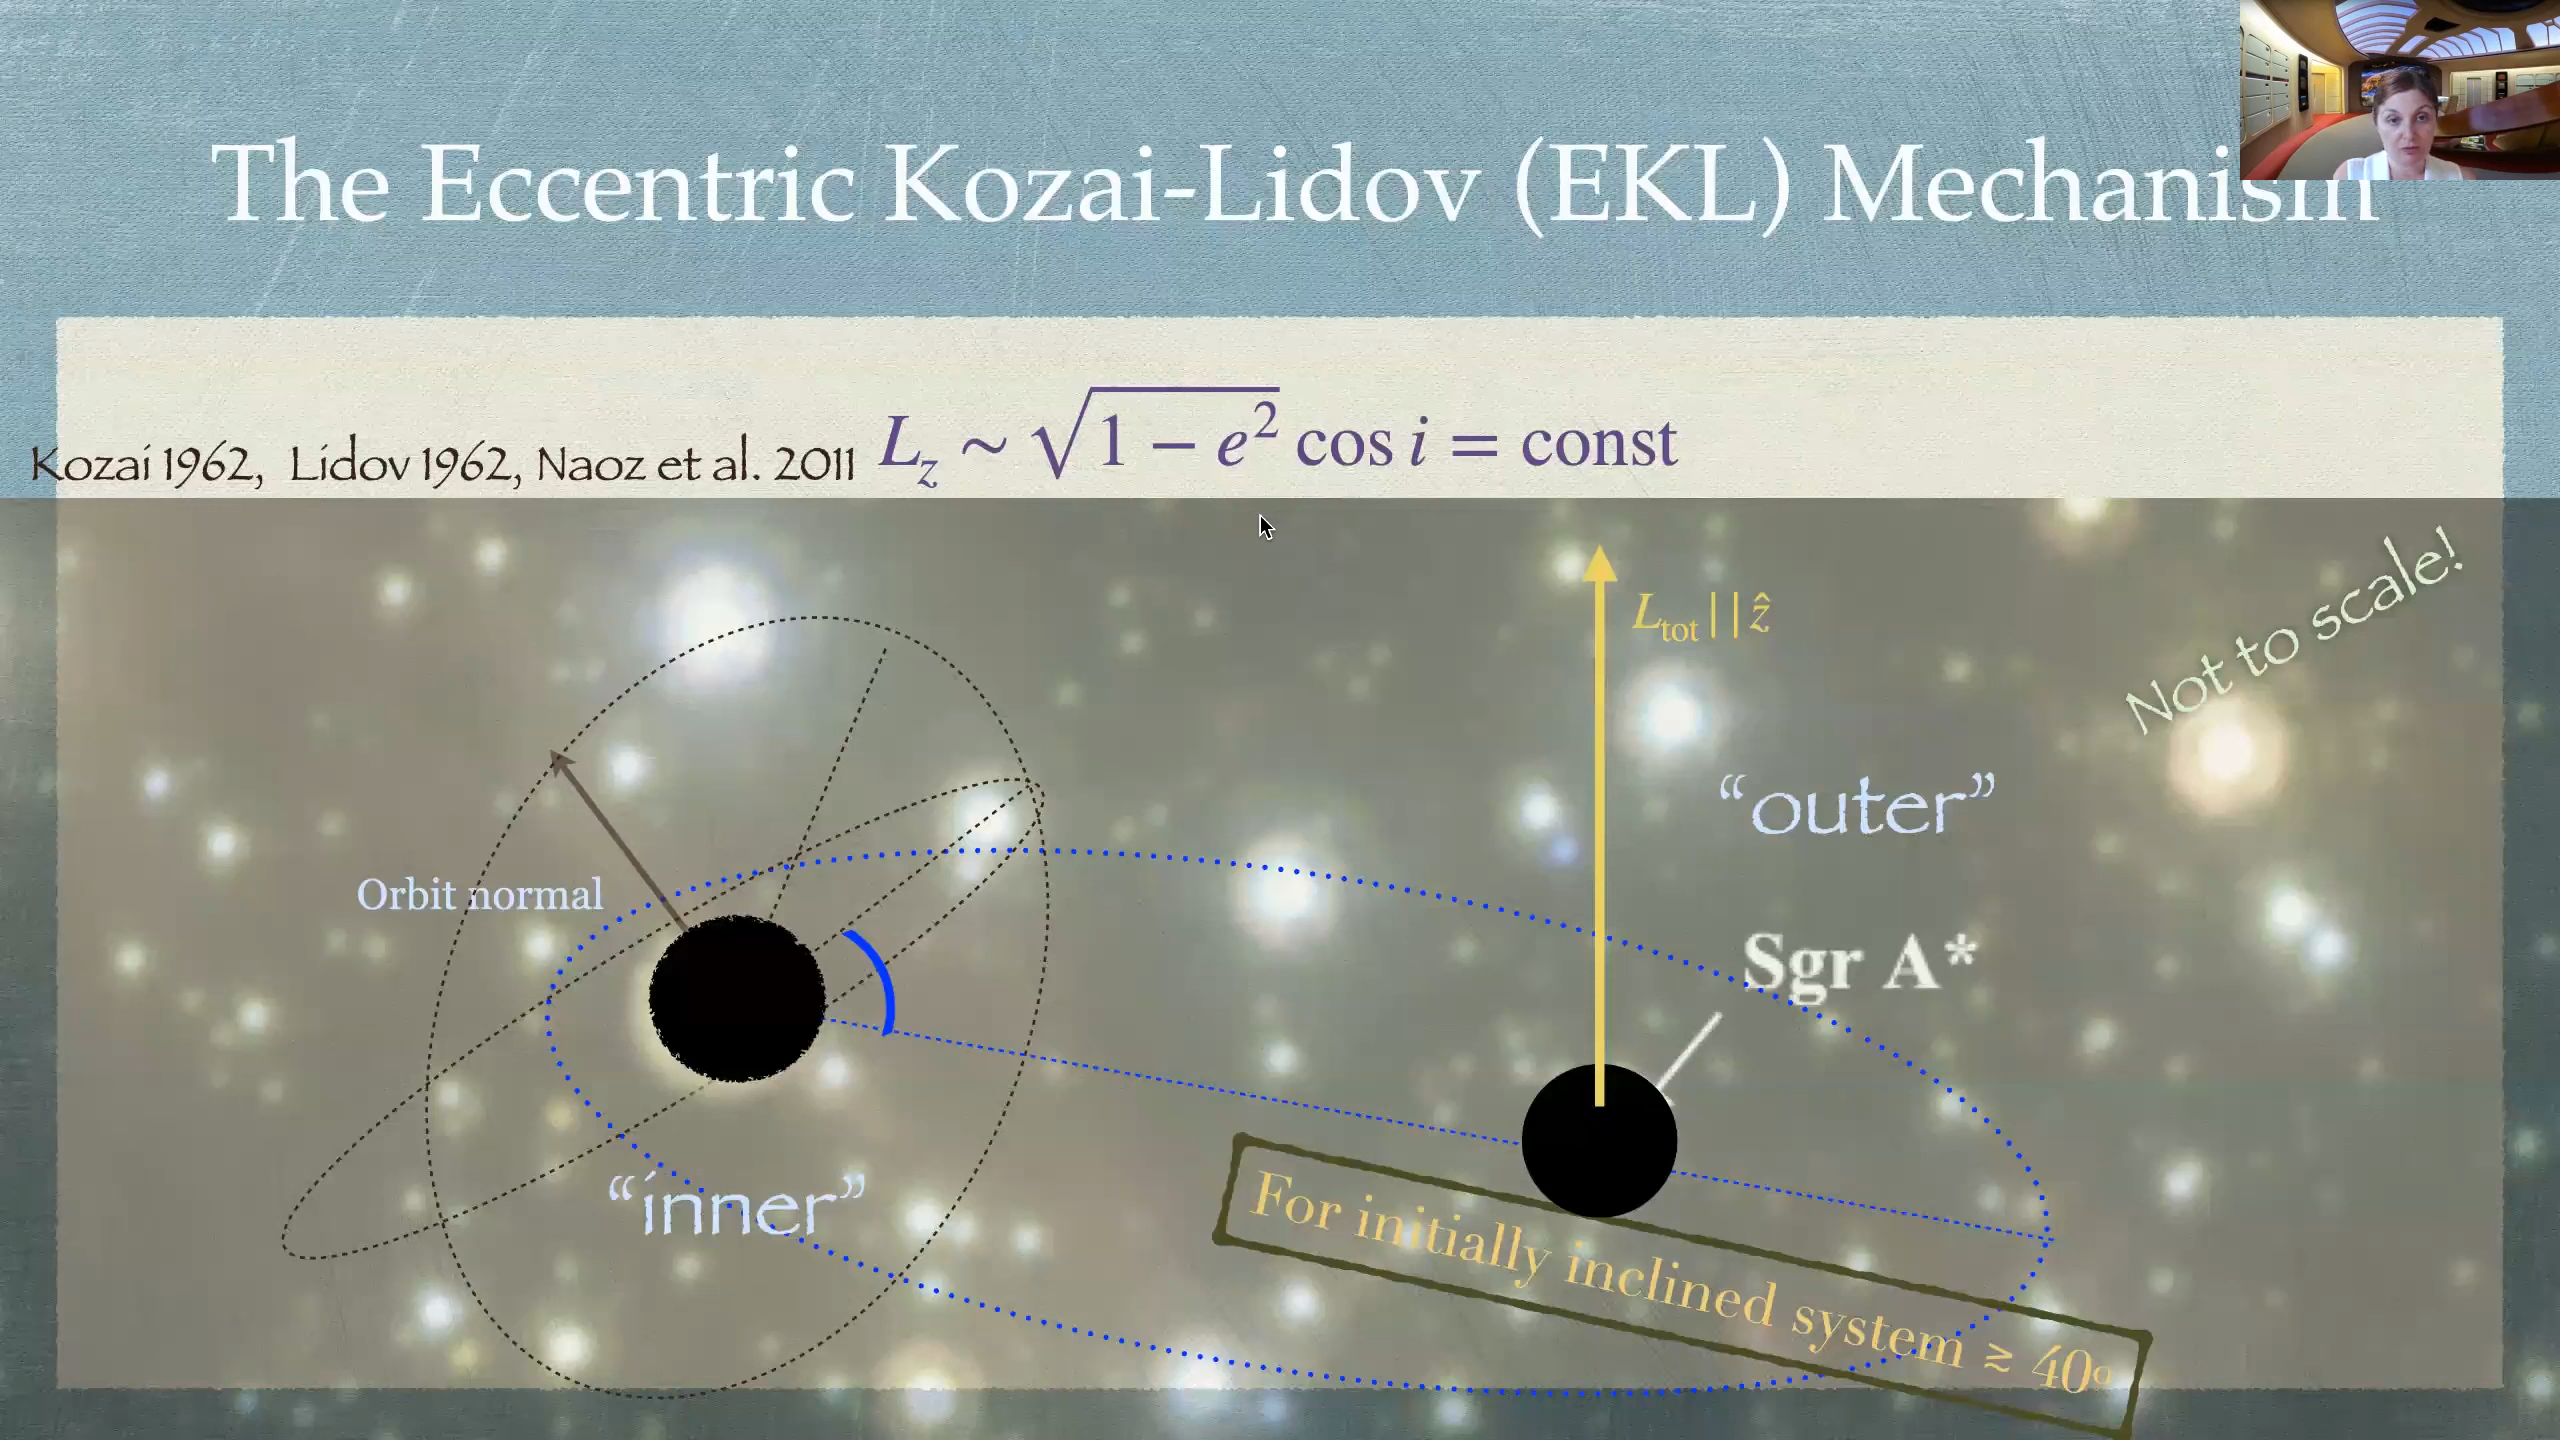 The Eccentric Kozai-Lidov (EKL) Mechanism
Kozai 1962, Lidov 1962, Naoz et al. 2011
L_z ~ √(1 − e²) cos i = const
Not to scale!
L_tot || ẑ
"outer"
Orbit normal
Sgr A*
"inner"
For initially inclined system ≳ 40°